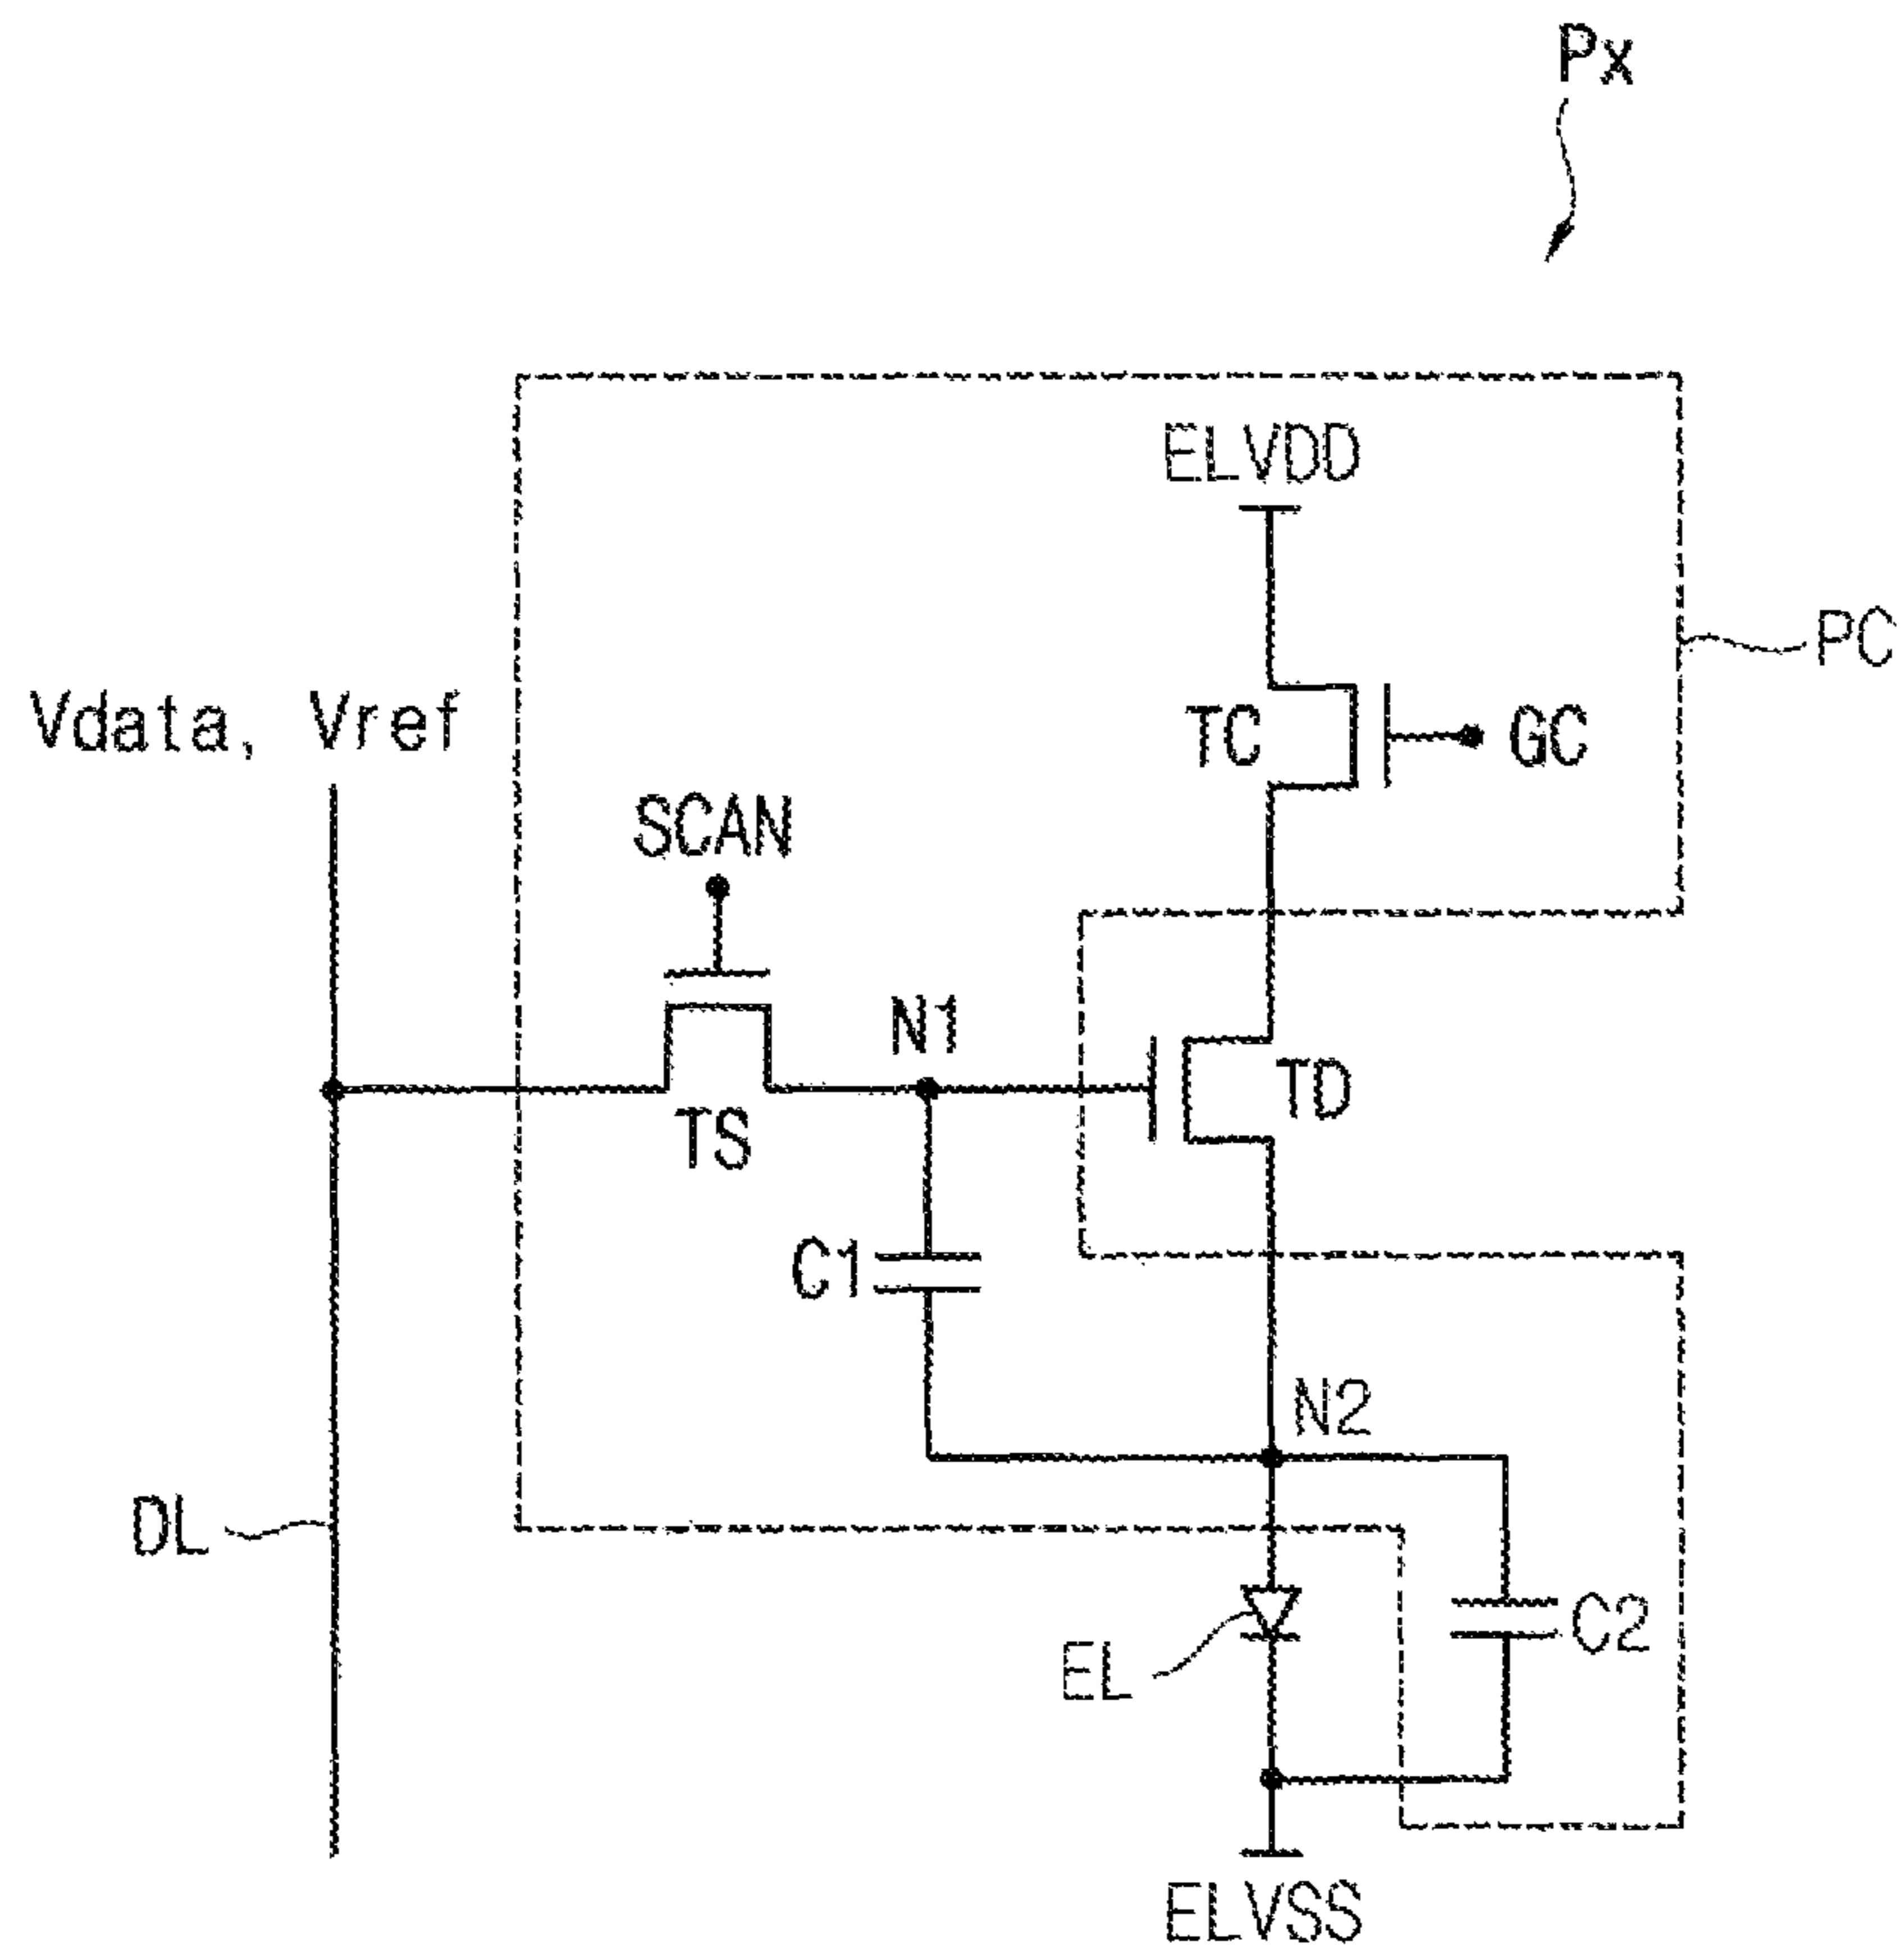 Px
ELVDD
PC
Vdata, Vref
TC
GC
SCAN
N1
TD
TS
C1
N2
DL
C2
EL
ELVSS